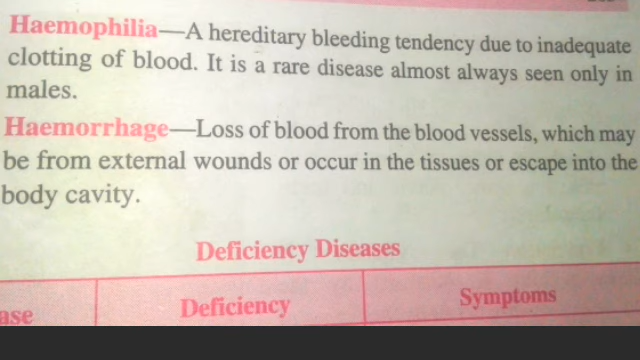 Haemophilia—A hereditary bleeding tendency due to inadequate
clotting of blood. It is a rare disease almost always seen only in
males.
Haemorrhage—Loss of blood from the blood vessels, which may
be from external wounds or occur in the tissues or escape into the
body cavity.
Deficiency Diseases
ase Deficiency Symptoms